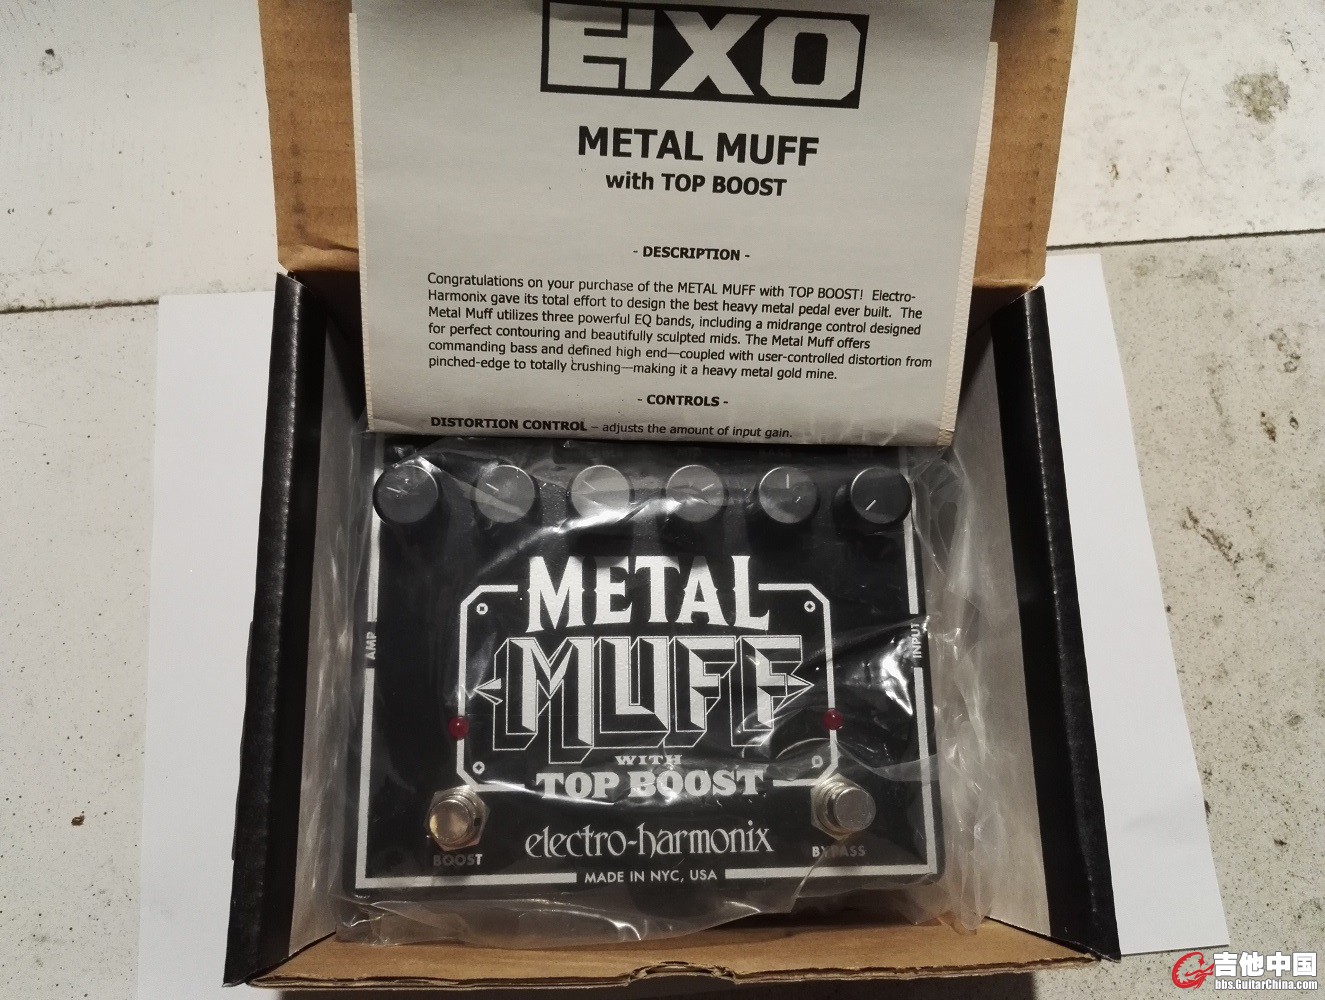 EHXO
METAL MUFF
with TOP BOOST
- DESCRIPTION -
Congratulations on your purchase of the METAL MUFF with TOP BOOST!  Electro-
Harmonix gave its total effort to design the best heavy metal pedal ever built.  The
Metal Muff utilizes three powerful EQ bands, including a midrange control designed
for perfect contouring and beautifully sculpted mids. The Metal Muff offers
commanding bass and defined high end—coupled with user-controlled distortion from
pinched-edge to totally crushing—making it a heavy metal gold mine.
- CONTROLS -
DISTORTION CONTROL – adjusts the amount of input gain.
AMP
INPUT
METAL
MUFF
WITH
TOP BOOST
BOOST
electro-harmonix
BYPASS
MADE IN NYC, USA
吉他中国
bbs.GuitarChina.com